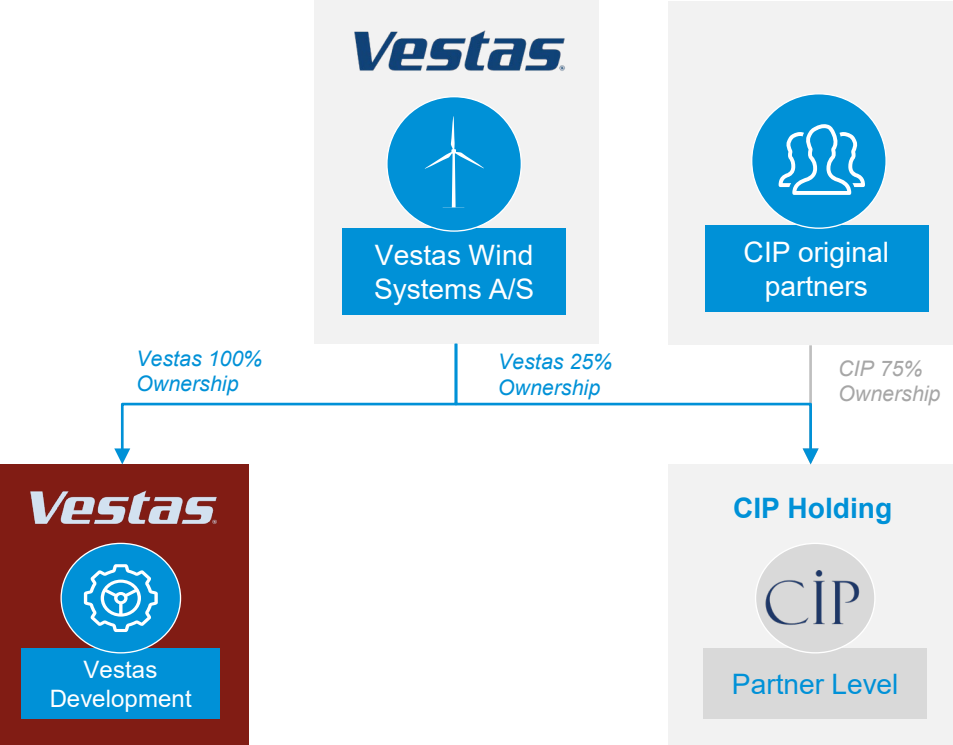 Vestas®
Vestas Wind
Systems A/S
CIP original
partners
Vestas 100%
Ownership
Vestas 25%
Ownership
CIP 75%
Ownership
Vestas
Vestas
Development
CIP Holding
CiP
Partner Level